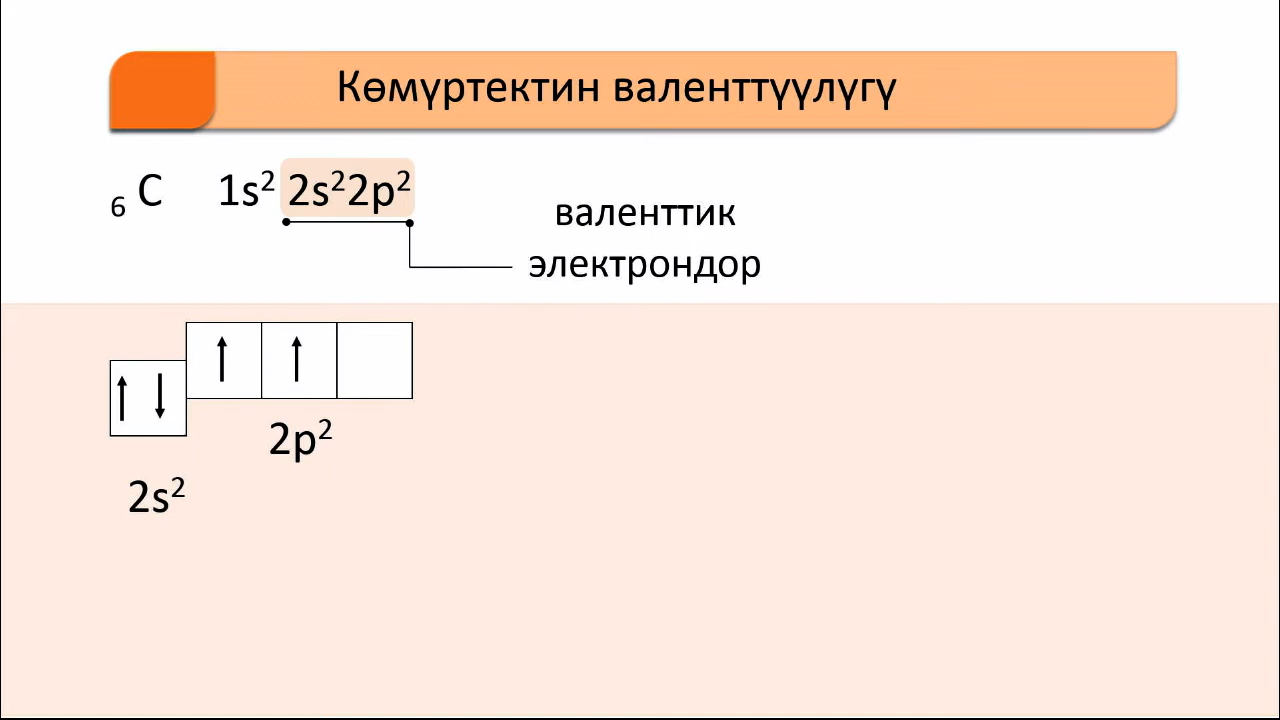 Көмүртектин валенттүүлүгү
₆ C 1s² 2s²2p²
валенттик
электрондор
2p²
2s²